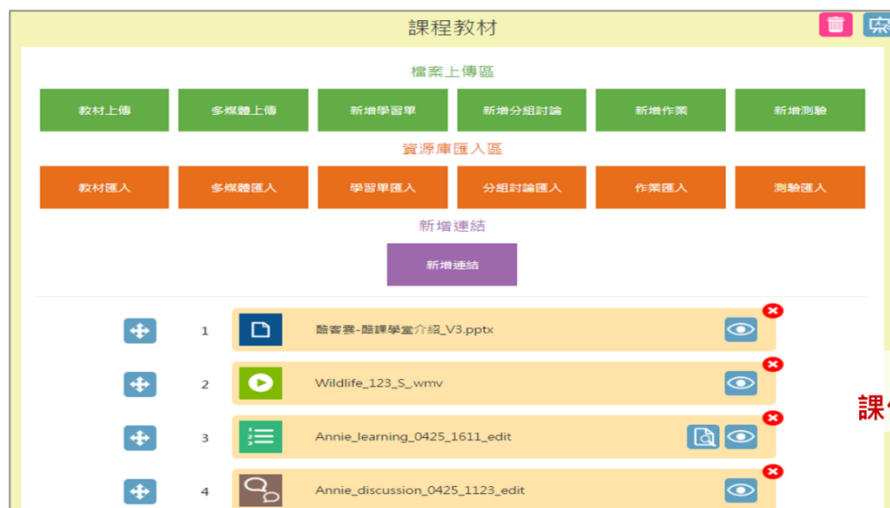 課程教材
檔案上傳區
教材上傳 多媒體上傳 新增學習單 新增分組討論 新增作業 新增測驗
資源庫匯入區
教材匯入 多媒體匯入 學習單匯入 分組討論匯入 作業匯入 測驗匯入
新增連結
新增連結
1 酷客雲-酷課學堂介紹_V3.pptx
2 Wildlife_123_S_.wmv
3 Annie_learning_0425_1611_edit
課
4 Annie_discussion_0425_1123_edit